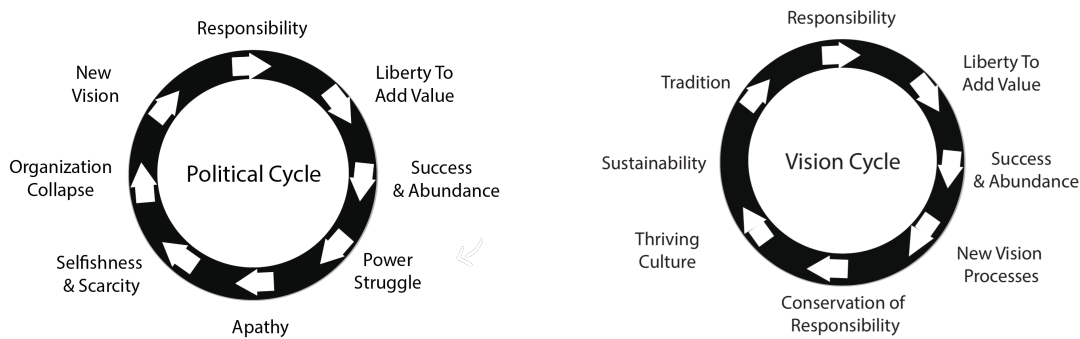 Responsibility
New
Vision
Liberty To
Add Value
Organization
Collapse
Political Cycle
Success
& Abundance
Selfishness
& Scarcity
Power
Struggle
Apathy
Responsibility
Tradition
Liberty To
Add Value
Sustainability
Vision Cycle
Success
& Abundance
Thriving
Culture
New Vision
Processes
Conservation of
Responsibility